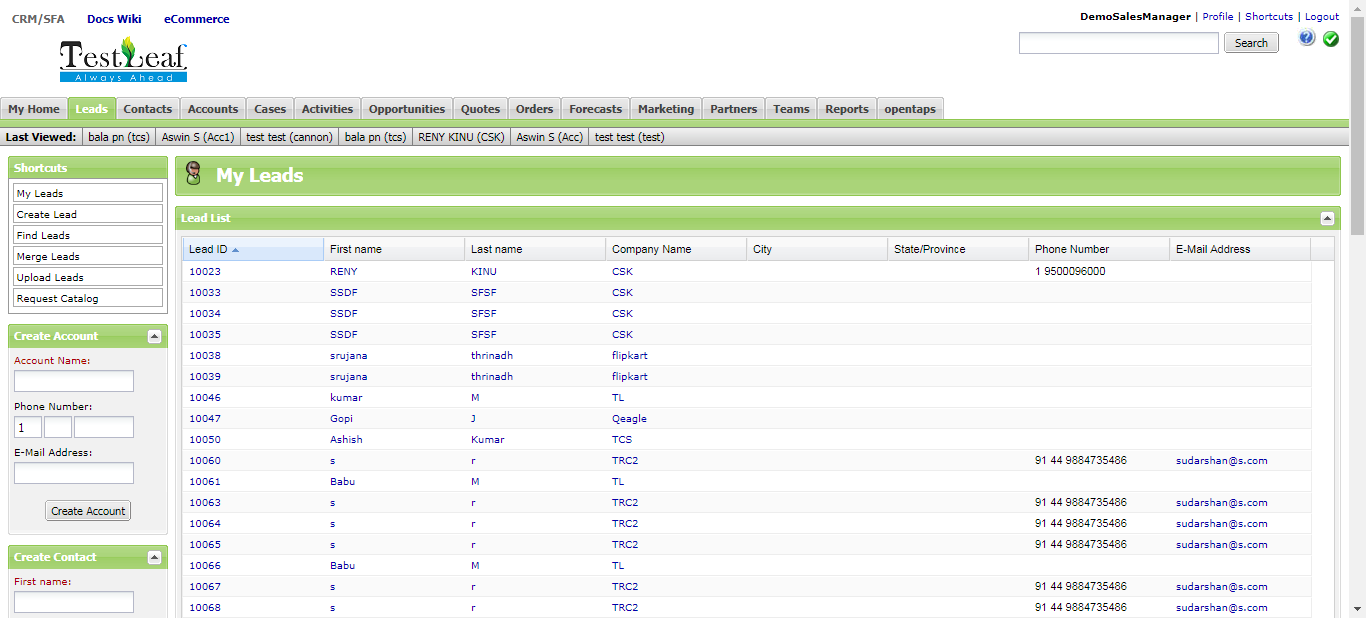 CRM/SFA Docs Wiki eCommerce
DemoSalesManager | Profile | Shortcuts | Logout
TestLeaf
Always Ahead
Search
My Home Leads Contacts Accounts Cases Activities Opportunities Quotes Orders Forecasts Marketing Partners Teams Reports opentaps
Last Viewed: bala pn (tcs) Aswin S (Acc1) test test (cannon) bala pn (tcs) RENY KINU (CSK) Aswin S (Acc) test test (test)
Shortcuts
My Leads
Create Lead
Find Leads
Merge Leads
Upload Leads
Request Catalog
Create Account
Account Name:
Phone Number:
1
E-Mail Address:
Create Account
Create Contact
First name:
My Leads
Lead List
Lead ID First name Last name Company Name City State/Province Phone Number E-Mail Address
10023 RENY KINU CSK 1 9500096000
10033 SSDF SFSF CSK
10034 SSDF SFSF CSK
10035 SSDF SFSF CSK
10038 srujana thrinadh flipkart
10039 srujana thrinadh flipkart
10046 kumar M TL
10047 Gopi J Qeagle
10050 Ashish Kumar TCS
10060 s r TRC2 91 44 9884735486 sudarshan@s.com
10061 Babu M TL
10063 s r TRC2 91 44 9884735486 sudarshan@s.com
10064 s r TRC2 91 44 9884735486 sudarshan@s.com
10065 s r TRC2 91 44 9884735486 sudarshan@s.com
10066 Babu M TL
10067 s r TRC2 91 44 9884735486 sudarshan@s.com
10068 s r TRC2 91 44 9884735486 sudarshan@s.com